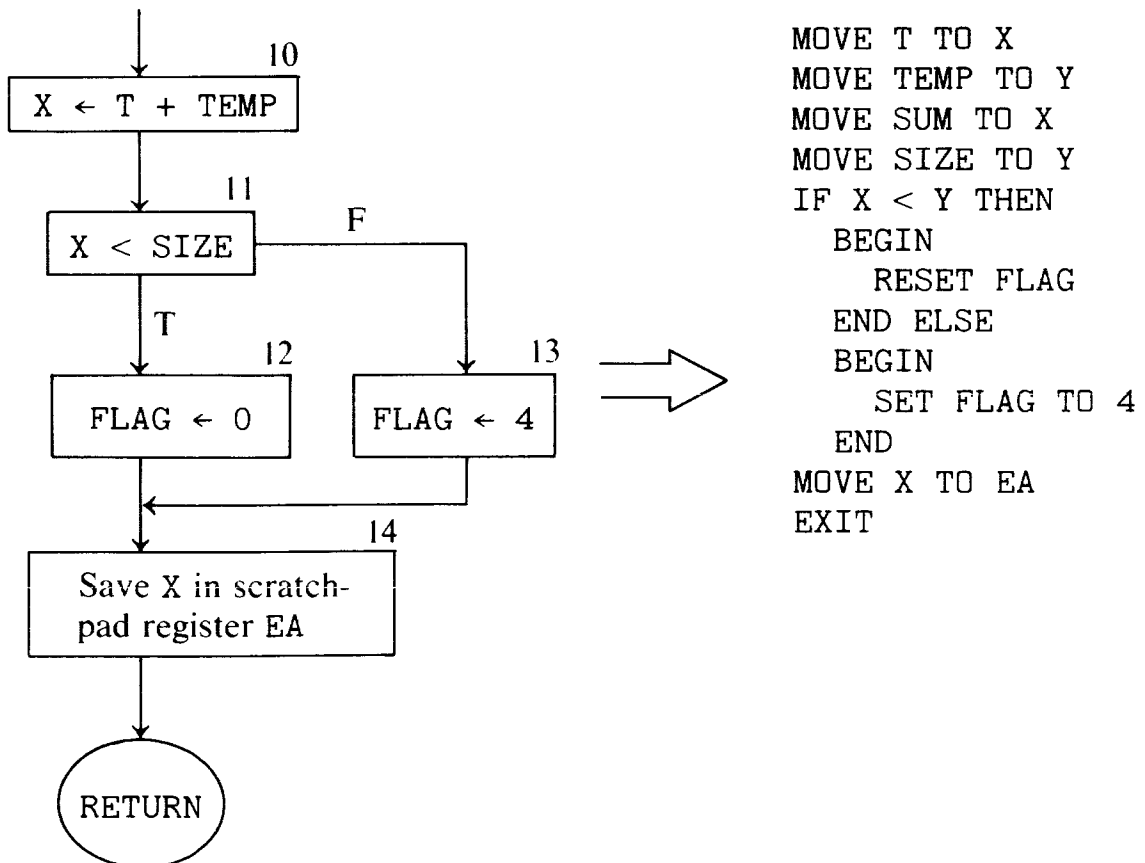 10
X ← T + TEMP
11
X < SIZE
F
T
12
FLAG ← 0
13
FLAG ← 4
14
Save X in scratch-
pad register EA
RETURN
MOVE T TO X
MOVE TEMP TO Y
MOVE SUM TO X
MOVE SIZE TO Y
IF X < Y THEN
BEGIN
RESET FLAG
END ELSE
BEGIN
SET FLAG TO 4
END
MOVE X TO EA
EXIT